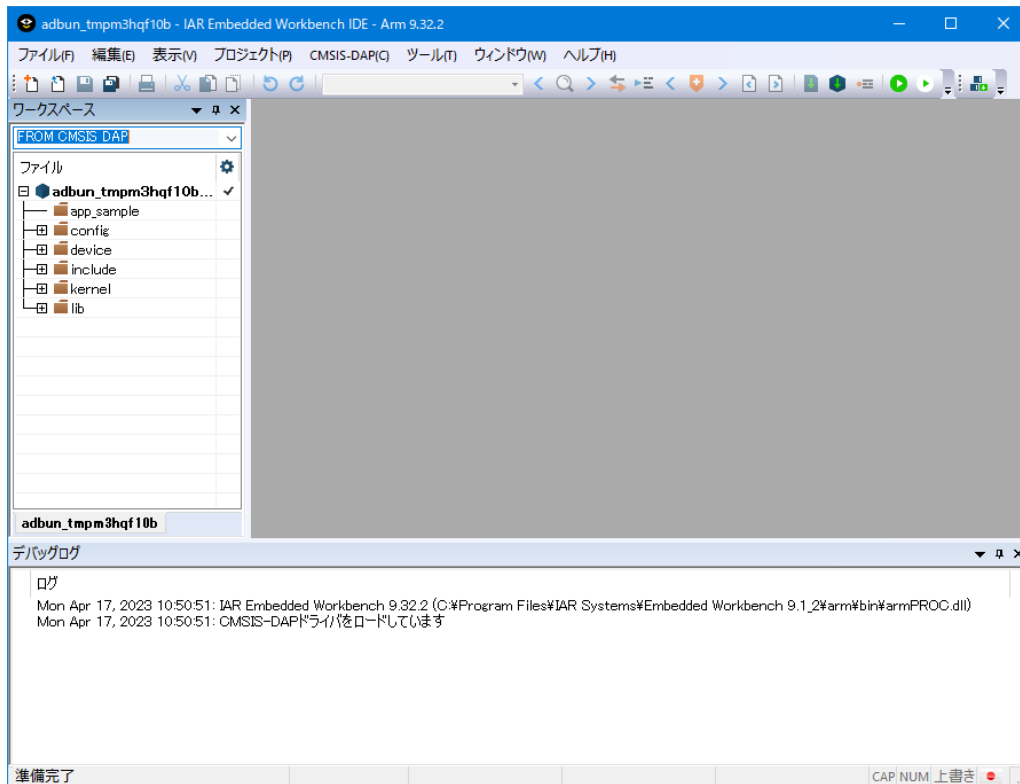 adbun_tmpm3hqf10b - IAR Embedded Workbench IDE - Arm 9.32.2
ファイル(F) 編集(E) 表示(V) プロジェクト(P) CMSIS-DAP(C) ツール(T) ウィンドウ(W) ヘルプ(H)
ワークスペース
FROM CMSIS DAP
ファイル
adbun_tmpm3hqf10b...
app_sample
config
device
include
kernel
lib
adbun_tmpm3hqf10b
デバッグログ
ログ
Mon Apr 17, 2023 10:50:51: IAR Embedded Workbench 9.32.2 (C:¥Program Files¥IAR Systems¥Embedded Workbench 9.1_2¥arm¥bin¥armPROC.dll)
Mon Apr 17, 2023 10:50:51: CMSIS-DAPドライバをロードしています
準備完了
CAP NUM 上書き